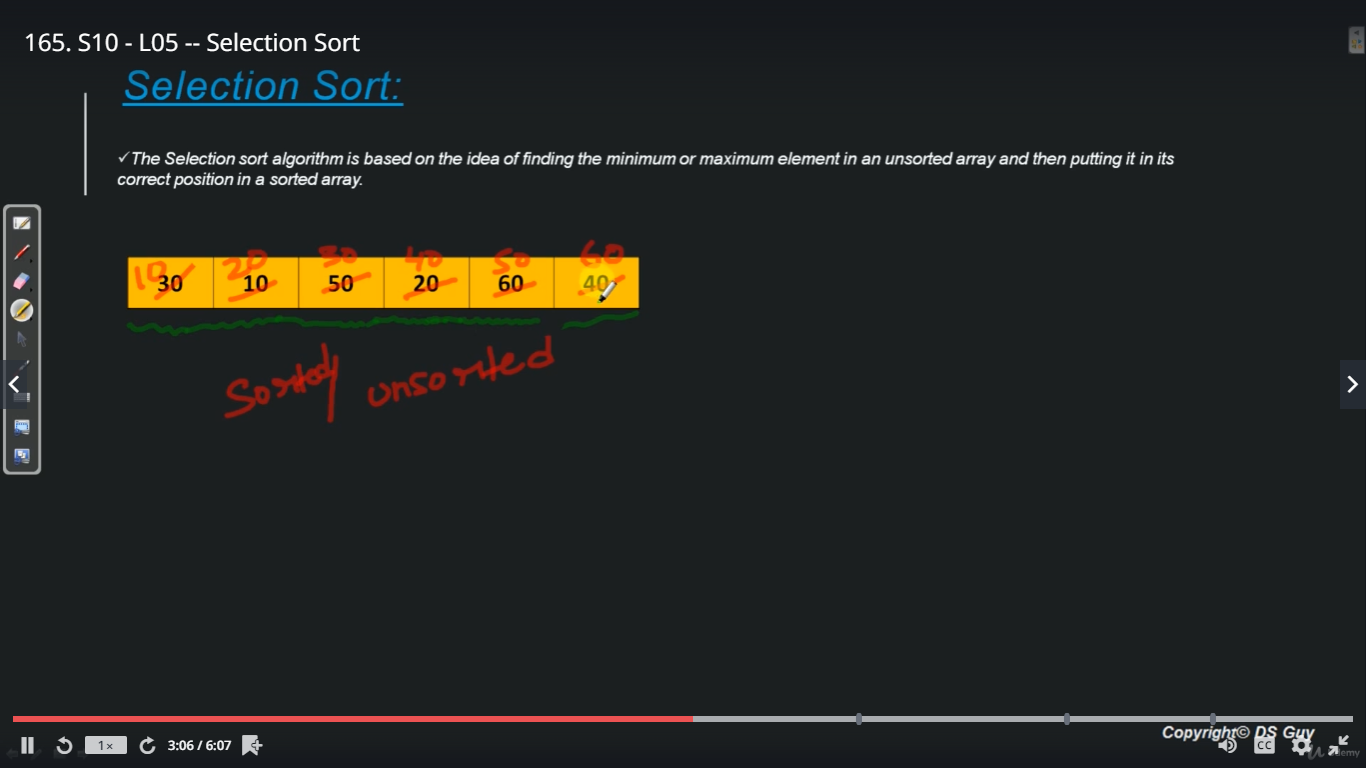 165. S10 - L05 -- Selection Sort
Selection Sort:
✓The Selection sort algorithm is based on the idea of finding the minimum or maximum element in an unsorted array and then putting it in its
correct position in a sorted array.
10 20 30 40 50 60
30 10 50 20 60 40
Sorted/ unsorted
Copyright© DS Guy
1× 3:06 / 6:07 CC